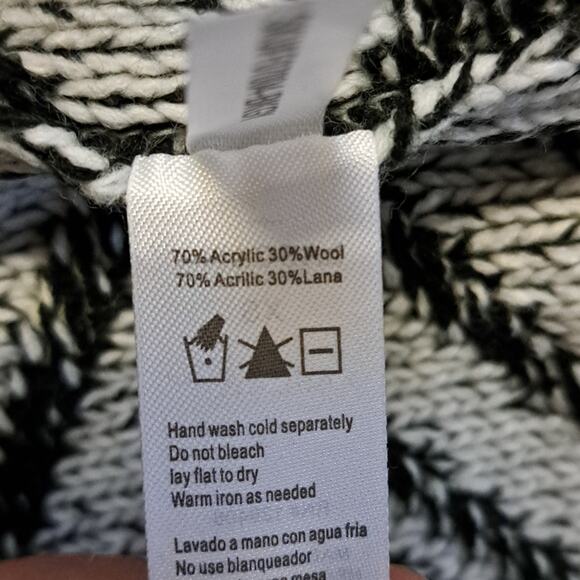 70% Acrylic 30%Wool
70% Acrilic 30%Lana
Hand wash cold separately
Do not bleach
lay flat to dry
Warm iron as needed
Lavado a mano con agua fria
No use blanqueador
mesa